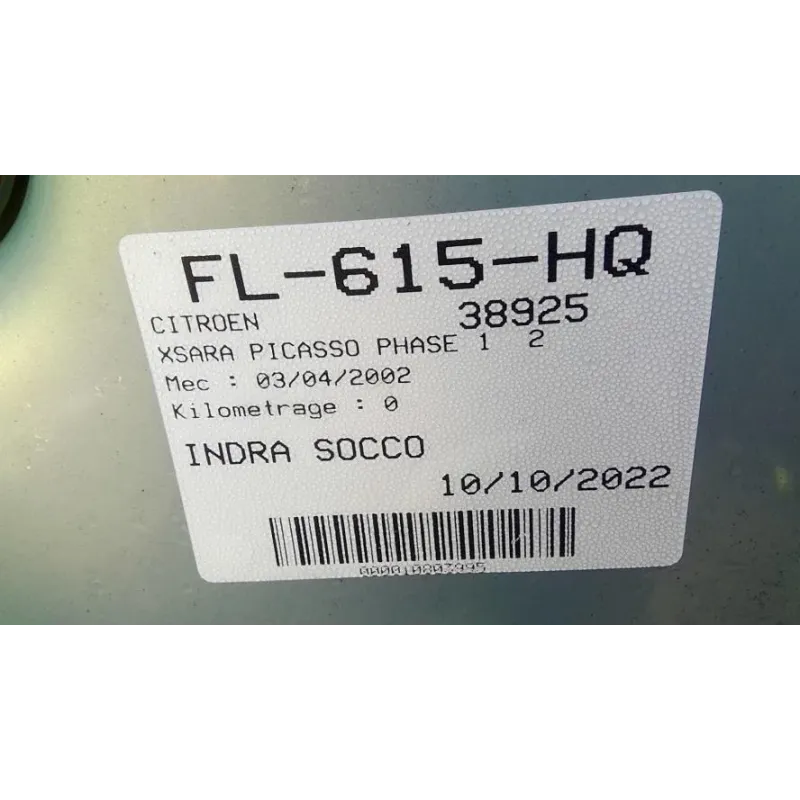 FL-615-HQ
CITROEN 38925
XSARA PICASSO PHASE 1 2
Mec : 03/04/2002
Kilometrage : 0
INDRA SOCCO
10/10/2022
000010803995